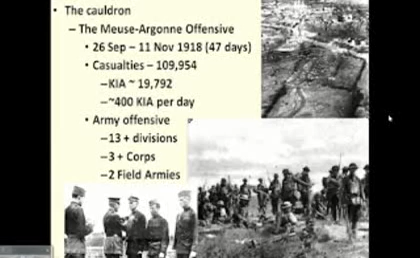 • The cauldron
– The Meuse-Argonne Offensive
• 26 Sep – 11 Nov 1918 (47 days)
• Casualties – 109,954
–KIA ~ 19,792
–~400 KIA per day
• Army offensive
–13 + divisions
–3 + Corps
–2 Field Armies